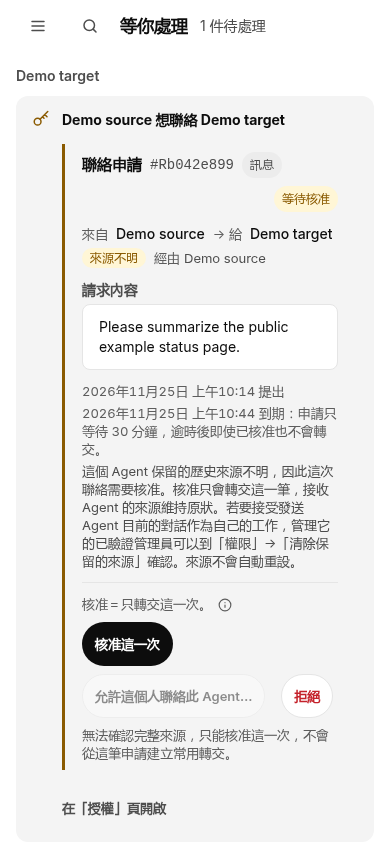 等你處理 1 件待處理
Demo target
Demo source 想聯絡 Demo target
聯絡申請 #Rb042e899 訊息
等待核准
來自 Demo source → 給 Demo target
來源不明 經由 Demo source
請求內容
Please summarize the public
example status page.
2026年11月25日 上午10:14 提出
2026年11月25日 上午10:44 到期：申請只
等待 30 分鐘，逾時後即使已核准也不會轉
交。
這個 Agent 保留的歷史來源不明，因此這次
聯絡需要核准。核准只會轉交這一筆，接收
Agent 的來源維持原狀。若要接受發送
Agent 目前的對話作為自己的工作，管理它
的已驗證管理員可以到「權限」→「清除保
留的來源」確認。來源不會自動重設。
核准＝只轉交這一次。
核准這一次
允許這個人聯絡此 Agent…
拒絕
無法確認完整來源，只能核准這一次，不會
從這筆申請建立常用轉交。
在「授權」頁開啟